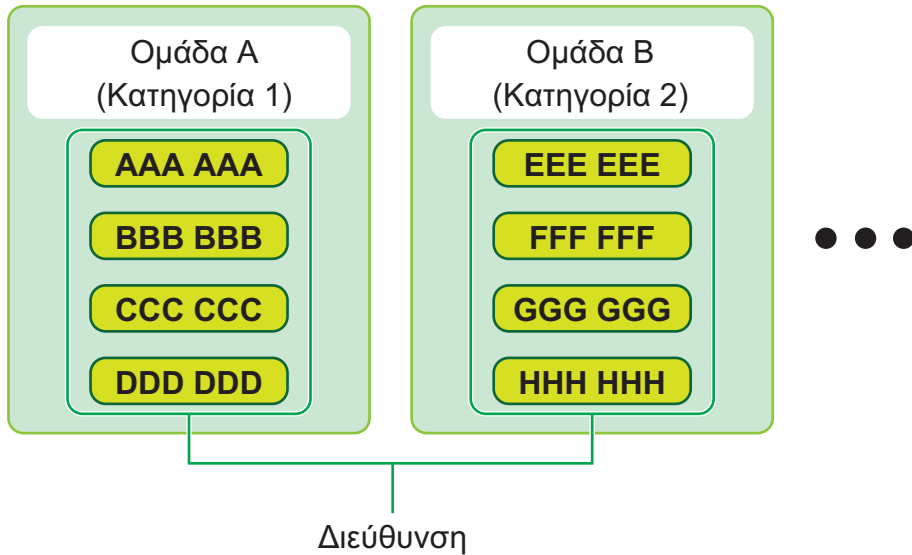 Ομάδα A
(Κατηγορία 1)
AAA AAA
BBB BBB
CCC CCC
DDD DDD
Ομάδα B
(Κατηγορία 2)
EEE EEE
FFF FFF
GGG GGG
HHH HHH
Διεύθυνση